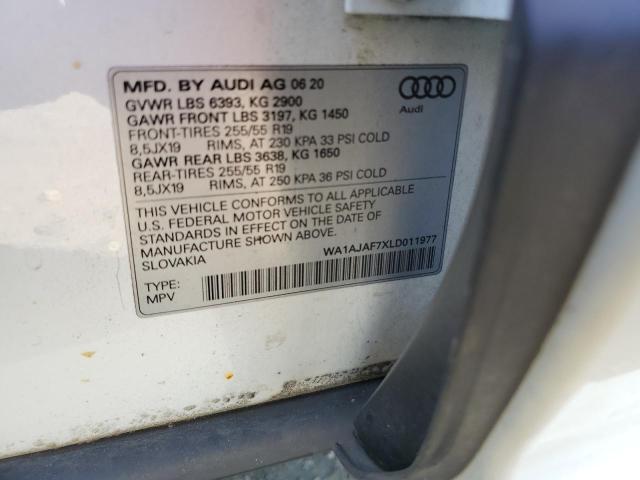 MFD. BY AUDI AG 06 20
GVWR LBS 6393, KG 2900
GAWR FRONT LBS 3197, KG 1450
FRONT-TIRES 255/55 R19
8,5JX19 RIMS, AT 230 KPA 33 PSI COLD
GAWR REAR LBS 3638, KG 1650
REAR-TIRES 255/55 R19
8,5JX19 RIMS, AT 250 KPA 36 PSI COLD
Audi
THIS VEHICLE CONFORMS TO ALL APPLICABLE
U.S. FEDERAL MOTOR VEHICLE SAFETY
STANDARDS IN EFFECT ON THE DATE OF
MANUFACTURE SHOWN ABOVE.
SLOVAKIA
WA1AJAF7XLD011977
TYPE:
MPV